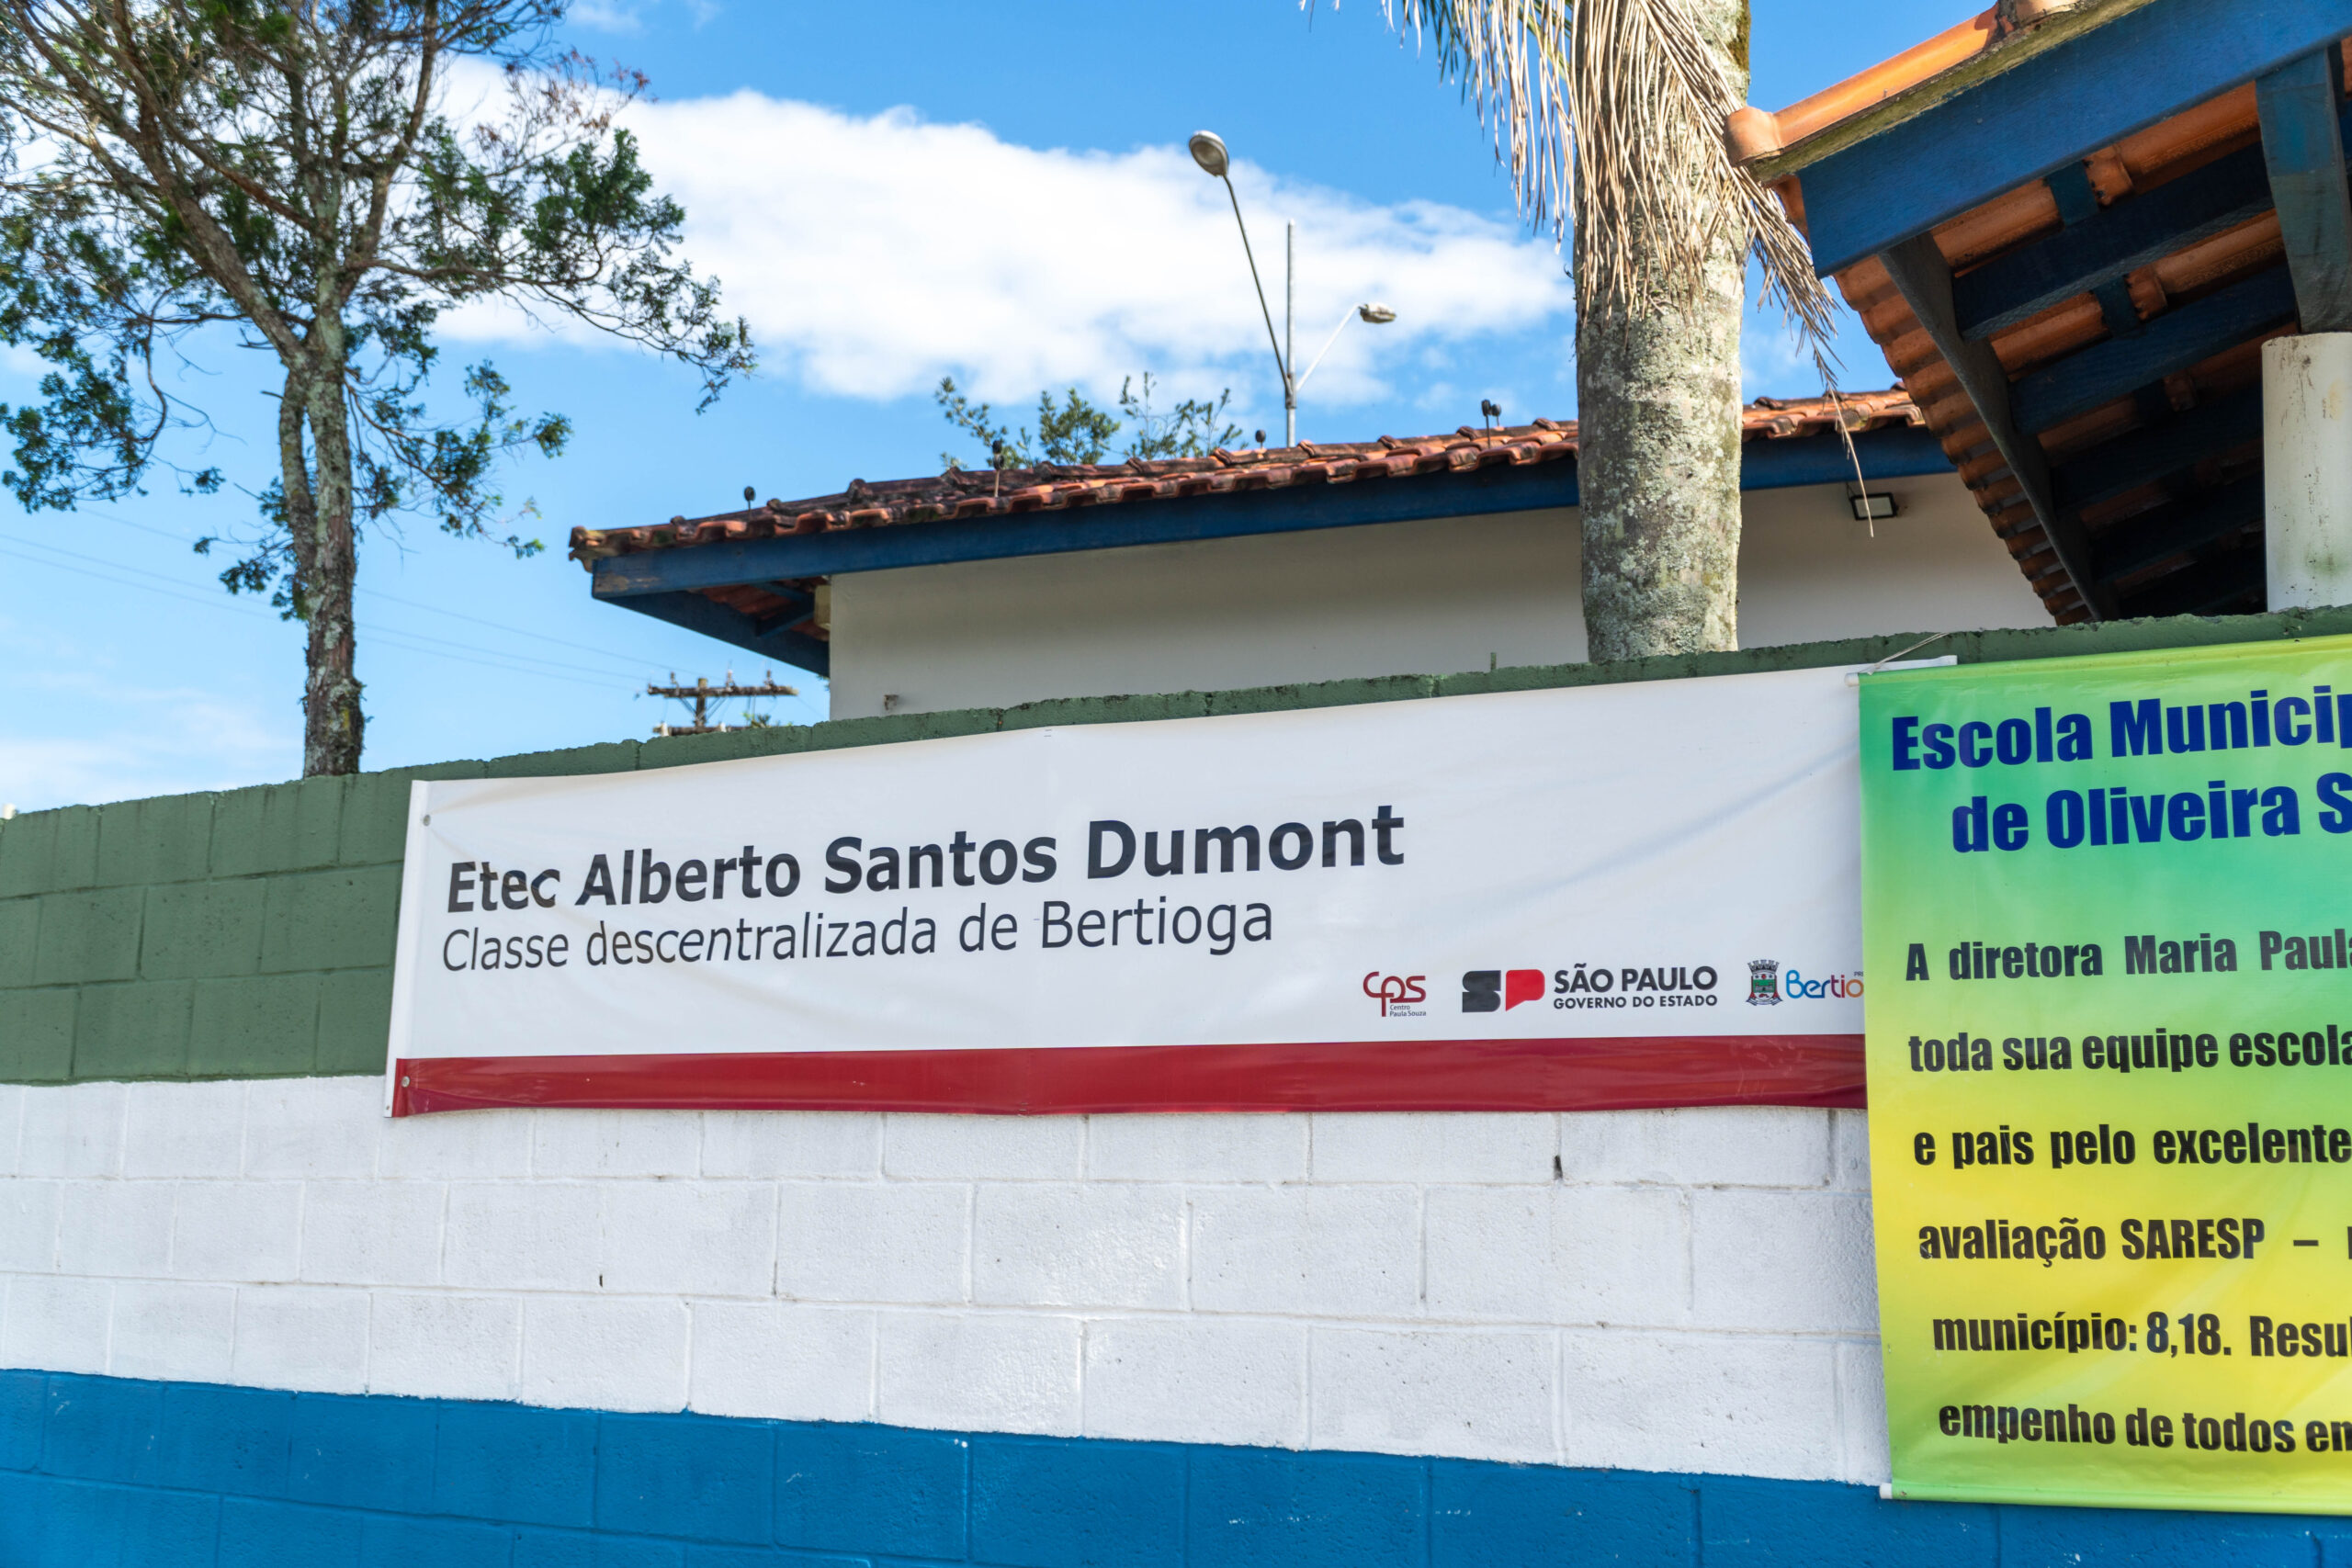 Etec Alberto Santos Dumont
Classe descentralizada de Bertioga
CPS
Centro
Paula Souza
SP
SÃO PAULO
GOVERNO DO ESTADO
Bertio
Escola Municip
de Oliveira S
A diretora Maria Paula
toda sua equipe escola
e pais pelo excelente
avaliação SARESP –
município: 8,18. Resul
empenho de todos en